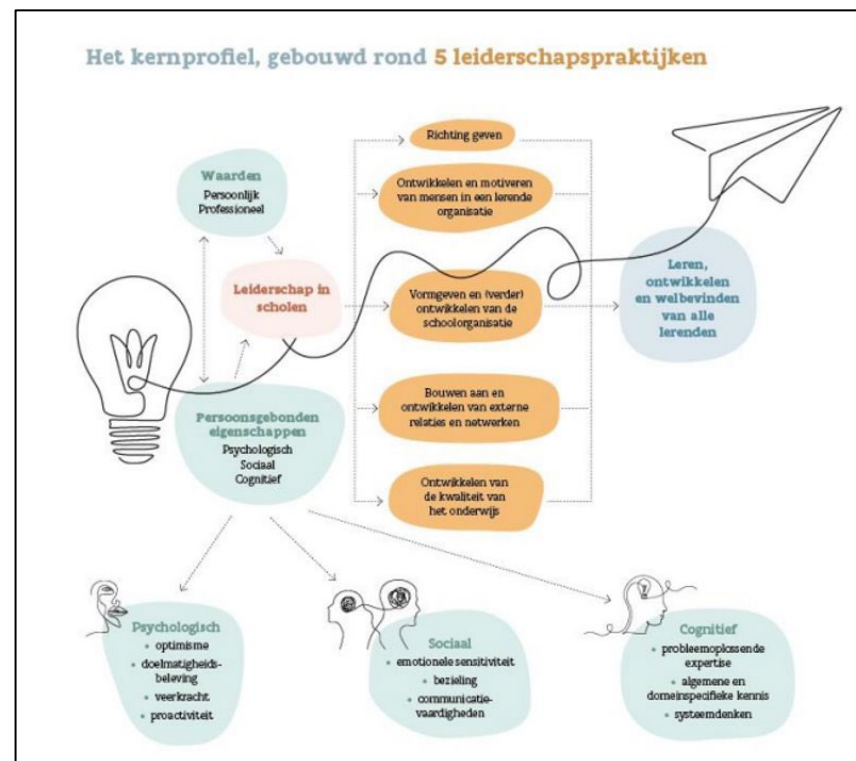 Het kernprofiel, gebouwd rond 5 leiderschapspraktijken
Waarden
Persoonlijk
Professioneel
Leiderschap in
scholen
Persoonsgebonden
eigenschappen
Psychologisch
Sociaal
Cognitief
Richting geven
Ontwikkelen en motiveren
van mensen in een lerende
organisatie
Vormgeven en (verder)
ontwikkelen van de
schoolorganisatie
Bouwen aan en
ontwikkelen van externe
relaties en netwerken
Ontwikkelen van
de kwaliteit van
het onderwijs
Leren,
ontwikkelen
en welbevinden
van alle
lerenden
Psychologisch
• optimisme
• doelmatigheids-
beleving
• veerkracht
• proactiviteit
Sociaal
• emotionele sensitiviteit
• bezieling
• communicatie-
vaardigheden
Cognitief
• probleemoplossende
expertise
• algemene en
domeinspecifieke kennis
• systeemdenken